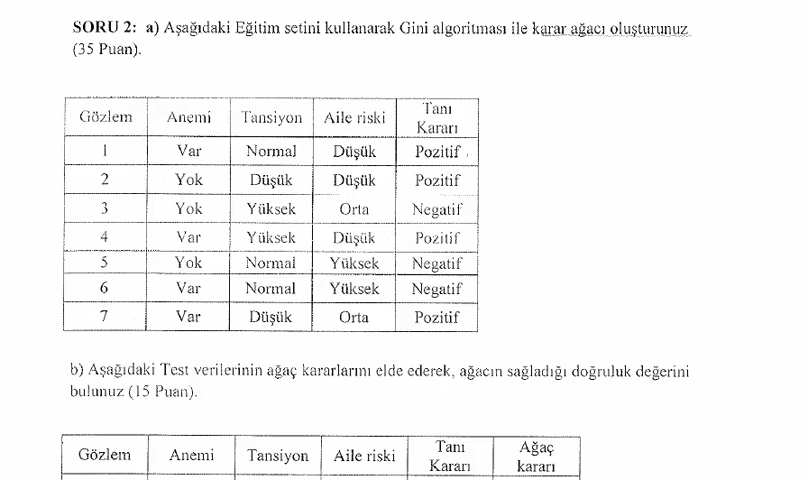 SORU 2: a) Aşağıdaki Eğitim setini kullanarak Gini algoritması ile karar ağacı oluşturunuz
(35 Puan).
Gözlem Anemi Tansiyon Aile riski Tanı Kararı
1 Var Normal Düşük Pozitif
2 Yok Düşük Düşük Pozitif
3 Yok Yüksek Orta Negatif
4 Var Yüksek Düşük Pozitif
5 Yok Normal Yüksek Negatif
6 Var Normal Yüksek Negatif
7 Var Düşük Orta Pozitif
b) Aşağıdaki Test verilerinin ağaç kararlarını elde ederek, ağacın sağladığı doğruluk değerini
bulunuz (15 Puan).
Gözlem Anemi Tansiyon Aile riski Tanı Kararı Ağaç kararı